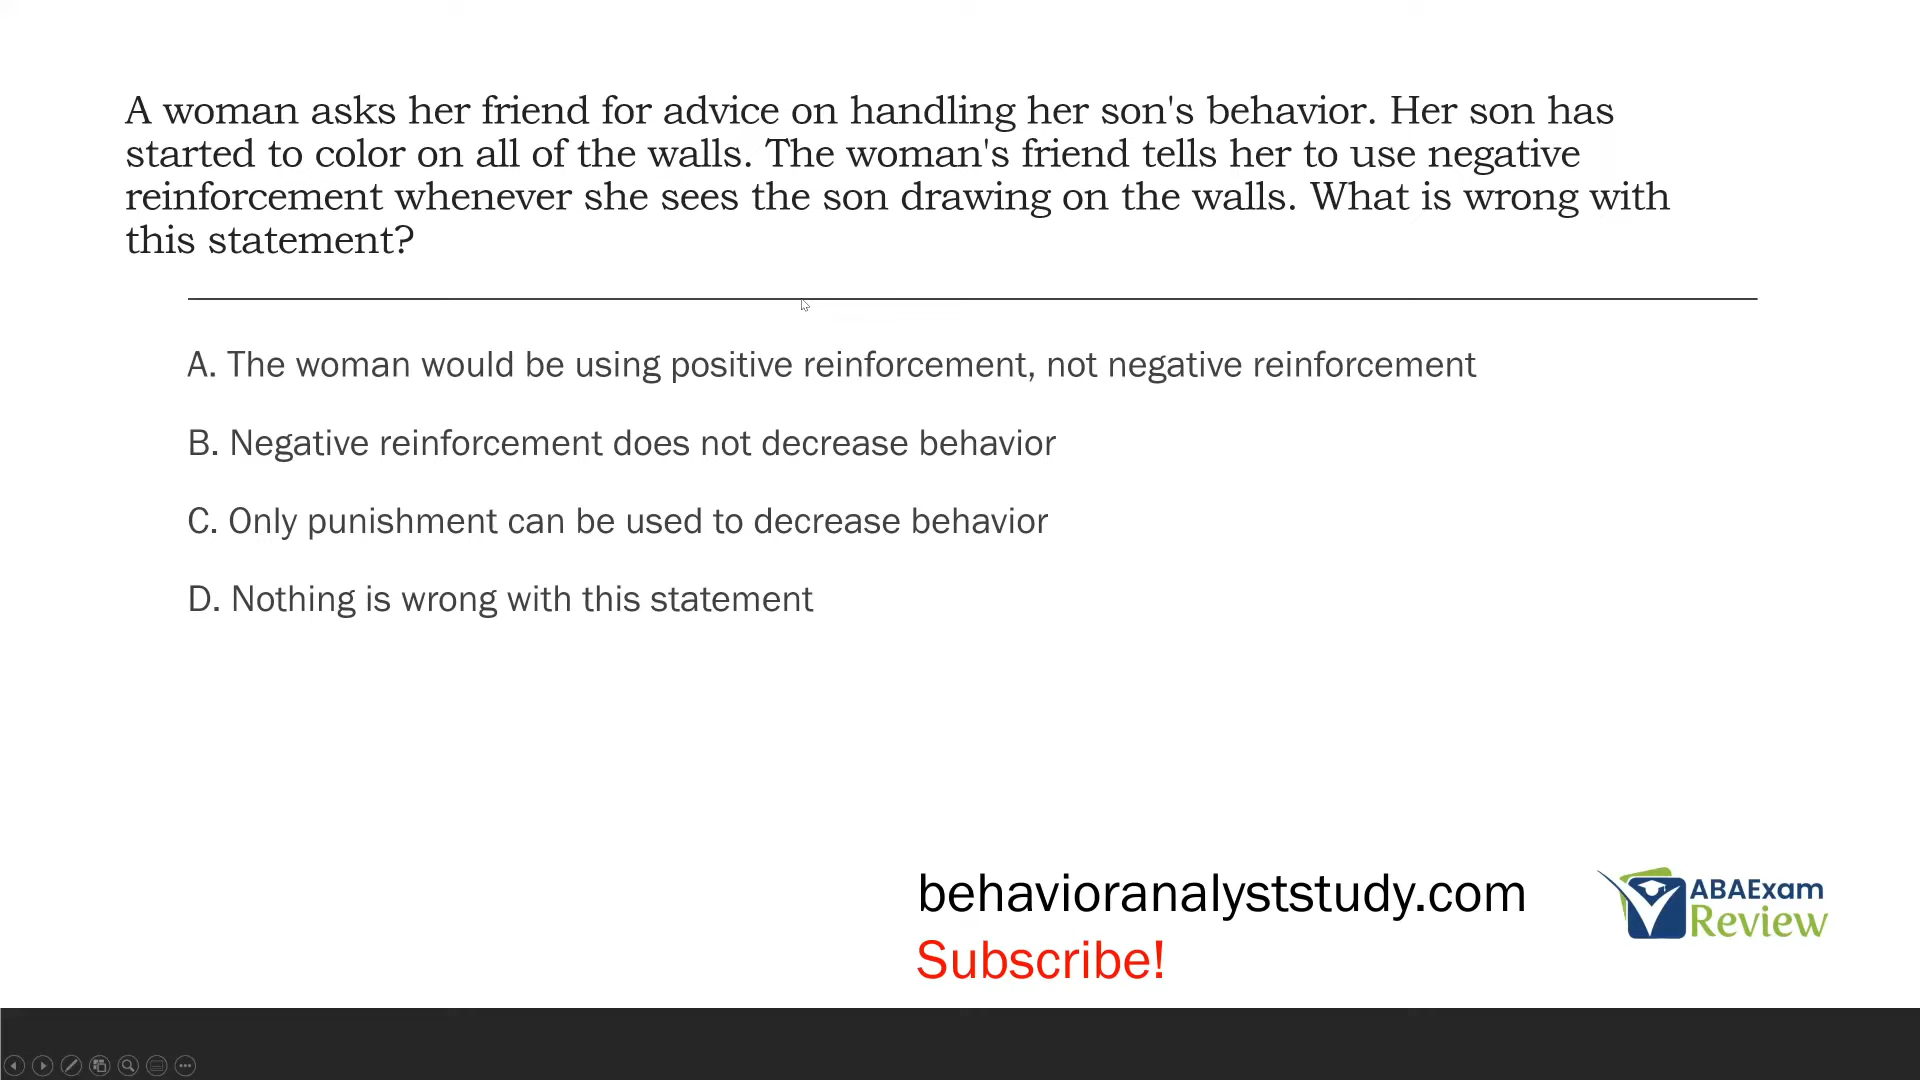 A woman asks her friend for advice on handling her son's behavior. Her son has
started to color on all of the walls. The woman's friend tells her to use negative
reinforcement whenever she sees the son drawing on the walls. What is wrong with
this statement?
A. The woman would be using positive reinforcement, not negative reinforcement
B. Negative reinforcement does not decrease behavior
C. Only punishment can be used to decrease behavior
D. Nothing is wrong with this statement
behavioranalyststudy.com
Subscribe!
ABAExam
Review